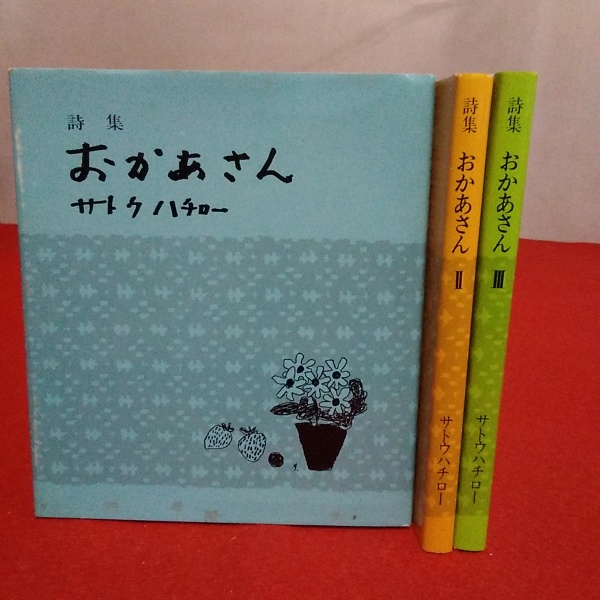 詩集
おかあさん
サトウハチロー
詩集 おかあさん Ⅱ サトウハチロー
詩集 おかあさん Ⅲ サトウハチロー